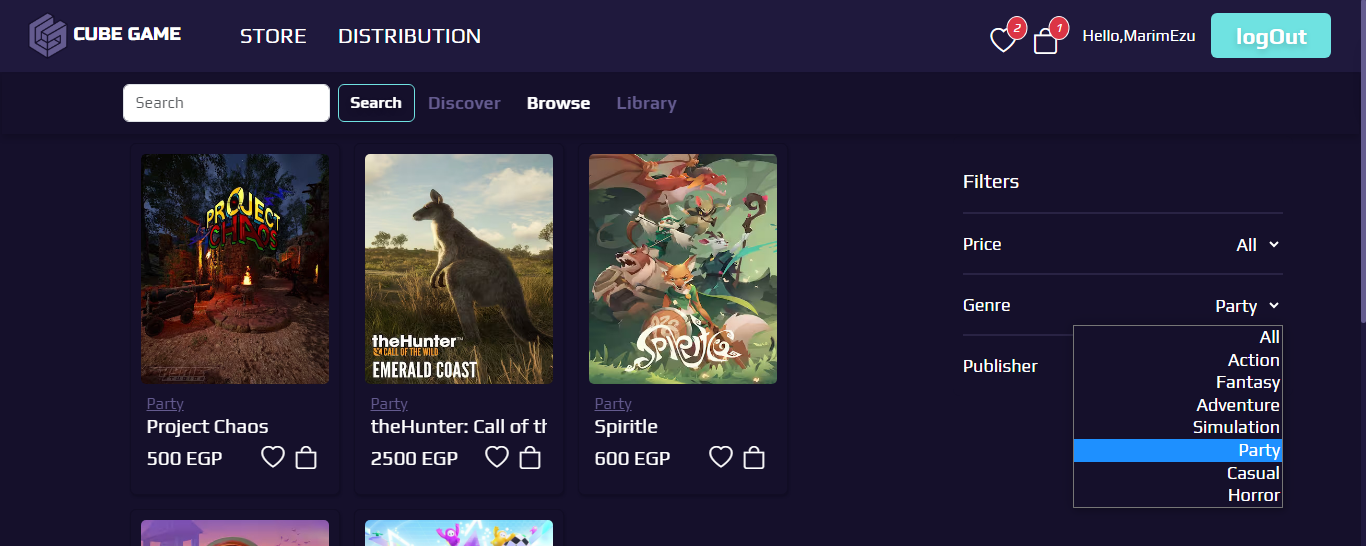 CUBE GAME
STORE
DISTRIBUTION
2
1
Hello,MarimEzu
logOut
Search
Search
Discover
Browse
Library
PROJECT
CHAOS
theHunter™
CALL OF THE WILD
EMERALD COAST
Spiritle
Party
Project Chaos
500 EGP
Party
theHunter: Call of th
2500 EGP
Party
Spiritle
600 EGP
Filters
Price
All
Genre
Party
Publisher
All
Action
Fantasy
Adventure
Simulation
Party
Casual
Horror